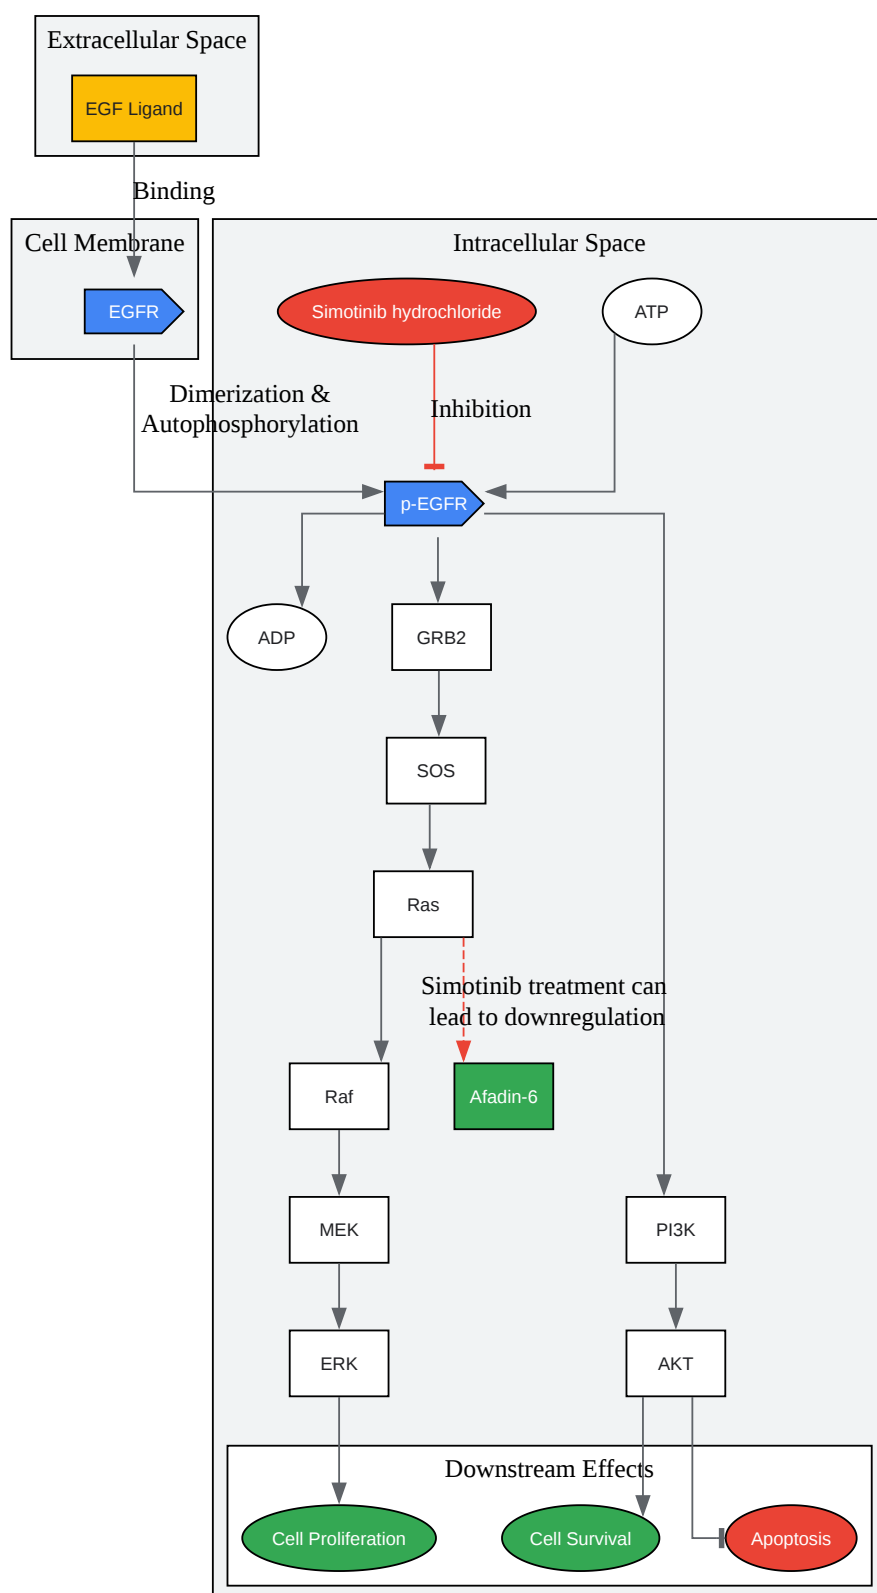 Extracellular Space
EGF Ligand
Binding
Cell Membrane
Intracellular Space
EGFR
Simotinib hydrochloride
ATP
Dimerization &
Autophosphorylation
Inhibition
p-EGFR
ADP
GRB2
SOS
Ras
Simotinib treatment can
lead to downregulation
Raf
Afadin-6
MEK
PI3K
ERK
AKT
Downstream Effects
Cell Proliferation
Cell Survival
Apoptosis